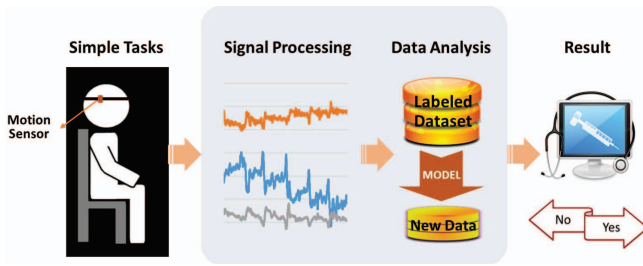 Simple Tasks
Signal Processing
Data Analysis
Result
Motion
Sensor
Labeled
Dataset
MODEL
New Data
No
Yes